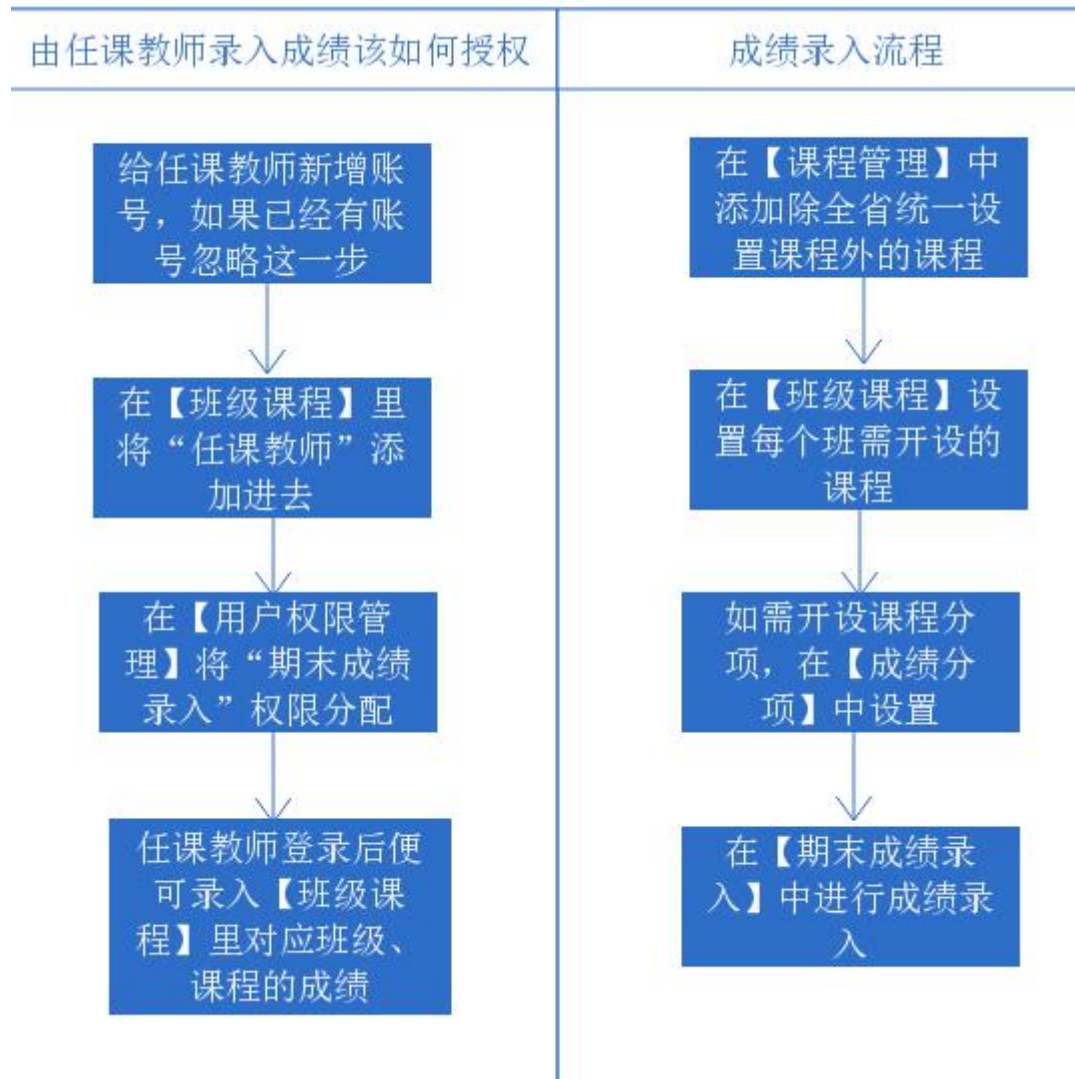 由任课教师录入成绩该如何授权
成绩录入流程
给任课教师新增账
号，如果已经有账
号忽略这一步
在【班级课程】里
将“任课教师”添
加进去
在【用户权限管
理】将“期末成绩
录入”权限分配
任课教师登录后便
可录入【班级课
程】里对应班级、
课程的成绩
在【课程管理】中
添加除全省统一设
置课程外的课程
在【班级课程】设
置每个班需开设的
课程
如需开设课程分
项，在【成绩分
项】中设置
在【期末成绩录
入】中进行成绩录
入